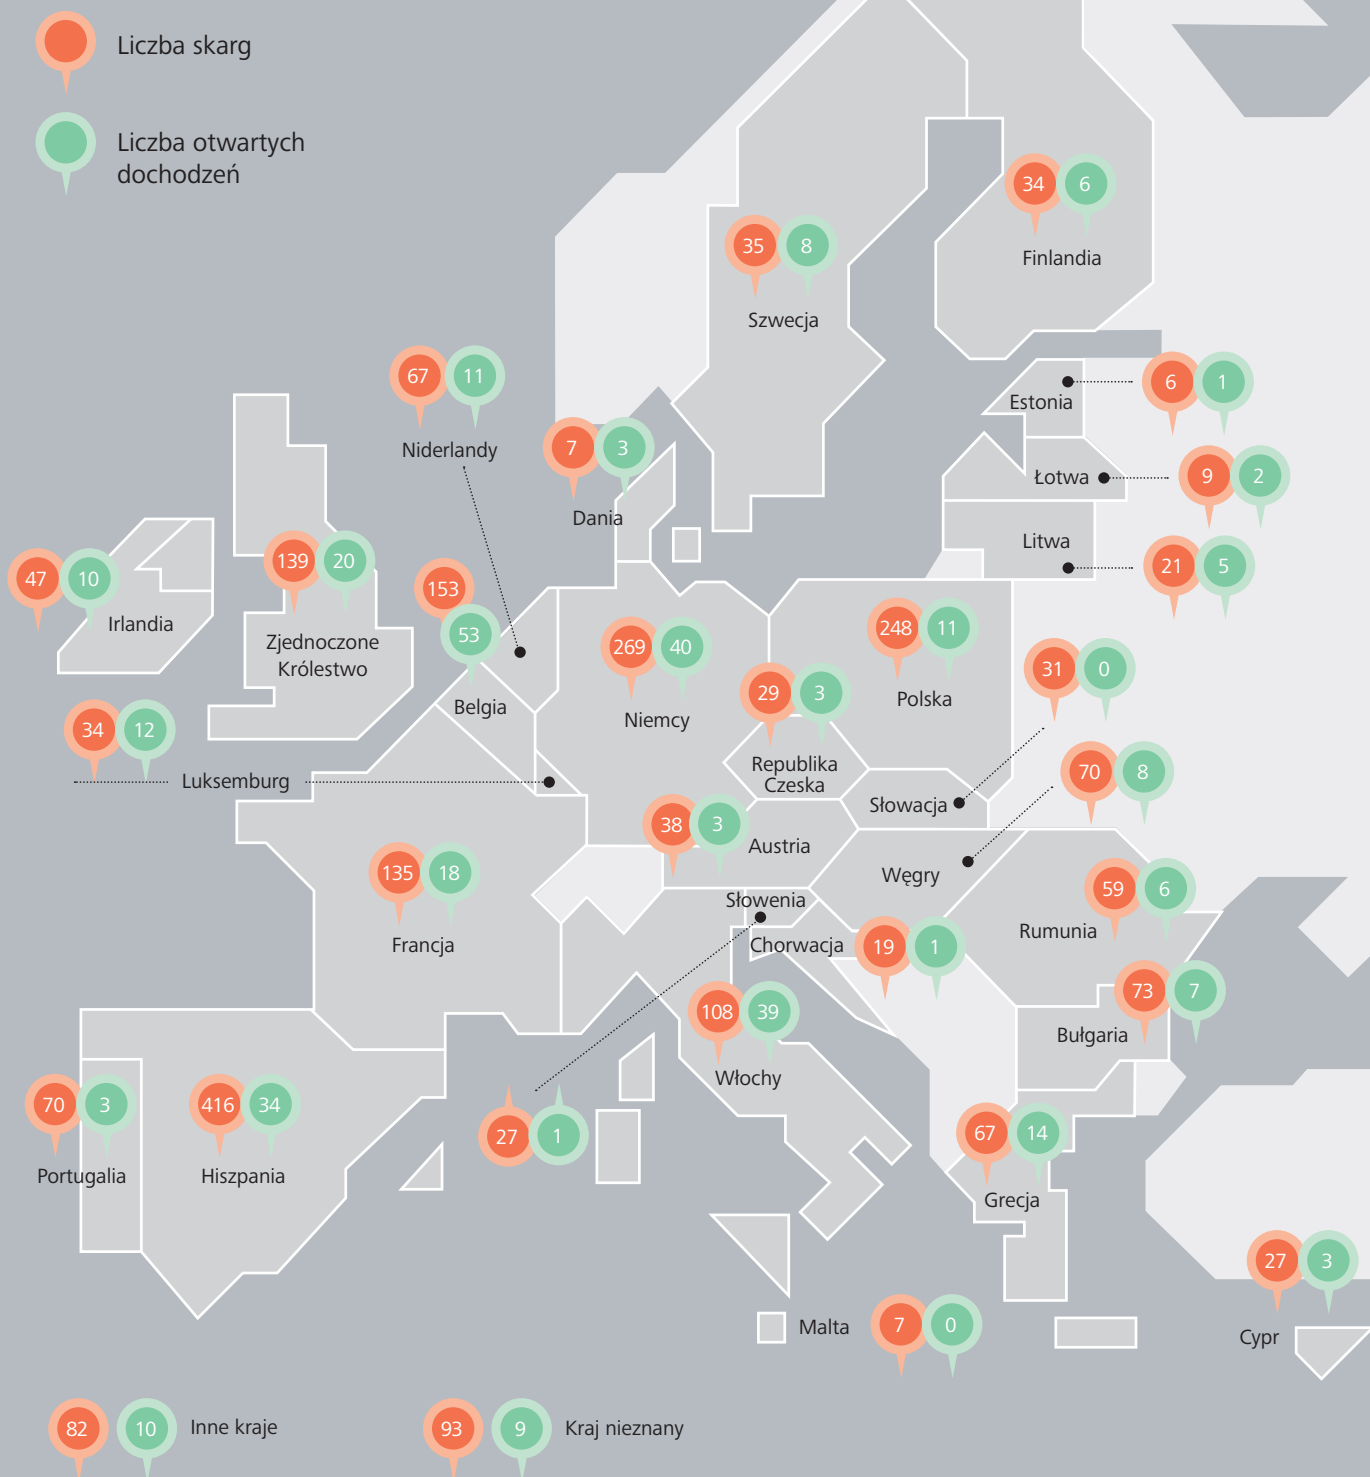 Liczba skarg
Liczba otwartych
dochodzeń
34 6
Finlandia
35 8
Szwecja
67 11
Niderlandy
6 1
Estonia
7 3
Dania
9 2
Łotwa
Litwa
21 5
47 10
Irlandia
139 20
Zjednoczone
Królestwo
153
53
Belgia
269 40
Niemcy
248 11
Polska
29 3
Republika
Czeska
31 0
Słowacja
34 12
Luksemburg
70 8
Węgry
38 3
Austria
135 18
Francja
59 6
Rumunia
Słowenia
Chorwacja
19 1
73 7
Bułgaria
108 39
Włochy
70 3
Portugalia
416 34
Hiszpania
27 1
67 14
Grecja
27 3
Cypr
Malta
7 0
82 10 Inne kraje
93 9 Kraj nieznany